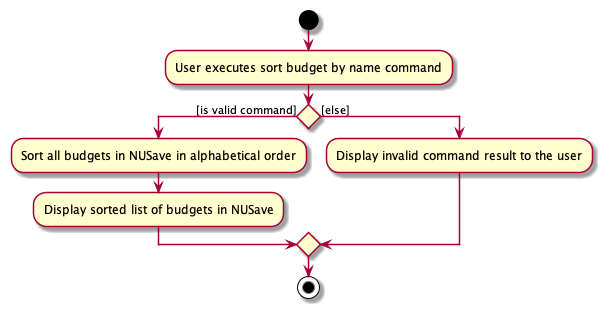 User executes sort budget by name command
[is valid command]
[else]
Sort all budgets in NUSave in alphabetical order
Display invalid command result to the user
Display sorted list of budgets in NUSave